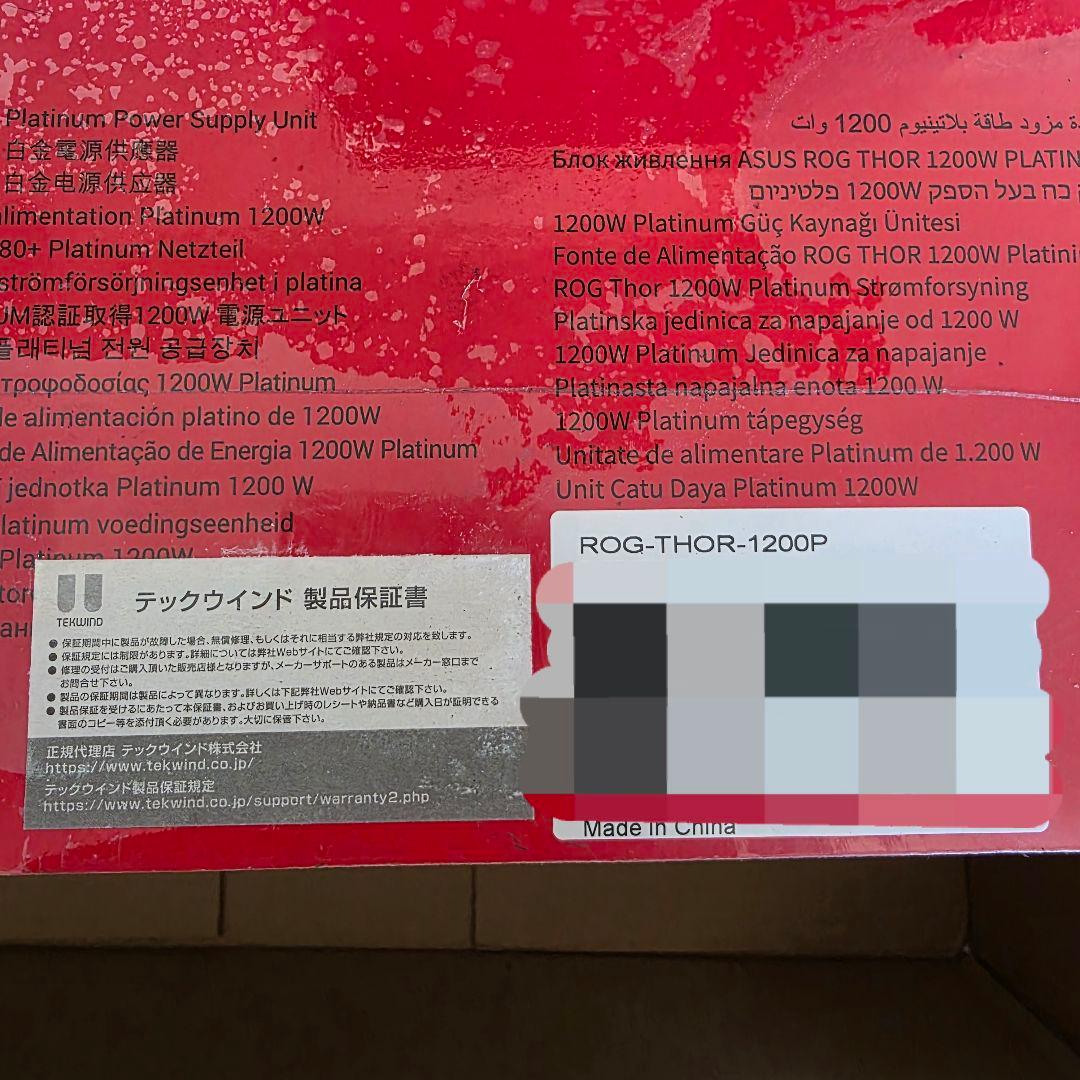 Platinum Power Supply Unit
白金電源供應器
白金电源供应器
alimentation Platinum 1200W
80+ Platinum Netzteil
strömförsörjningsenhet i platina
UM認証取得1200W 電源ユニット
플래티넘 전원 공급장치
τροφοδοσίας 1200W Platinum
de alimentación platino de 1200W
de Alimentação de Energia 1200W Platinum
jednotka Platinum 1200 W
latinum voedingseenheid
Platinum 1200W
مزود طاقة بلاتينيوم 1200 وات
Блок живлення ASUS ROG THOR 1200W PLATIN
כח בעל הספק 1200W פלטיניום
1200W Platinum Güç Kaynağı Ünitesi
Fonte de Alimentação ROG THOR 1200W Platini
ROG Thor 1200W Platinum Strømforsyning
Platinska jedinica za napajanje od 1200 W
1200W Platinum Jedinica za napajanje
Platinasta napajalna enota 1200 W
1200W Platinum tápegység
Unitate de alimentare Platinum de 1.200 W
Unit Catu Daya Platinum 1200W
TEKWIND
テックウインド 製品保証書
● 保証期間中に製品が故障した場合、無償修理、もしくはそれに相当する弊社規定の対応を致します。
● 保証規定には制限があります。詳細については弊社Webサイトにてご確認下さい。
● 修理の受付はご購入頂いた販売店様となりますが、メーカーサポートのある製品はメーカー窓口まで
お問合せ下さい。
● 製品の保証期間は製品によって異なります。詳しくは下記弊社Webサイトにてご確認下さい。
● 製品保証を受けるにあたって本保証書、およびお買い上げ時のレシートや納品書など購入日が証明できる
書面のコピー等を添付頂く必要があります。大切に保管下さい。
正規代理店 テックウインド株式会社
https://www.tekwind.co.jp/
テックウインド製品保証規定
https://www.tekwind.co.jp/support/warranty2.php
ROG-THOR-1200P
Made in China